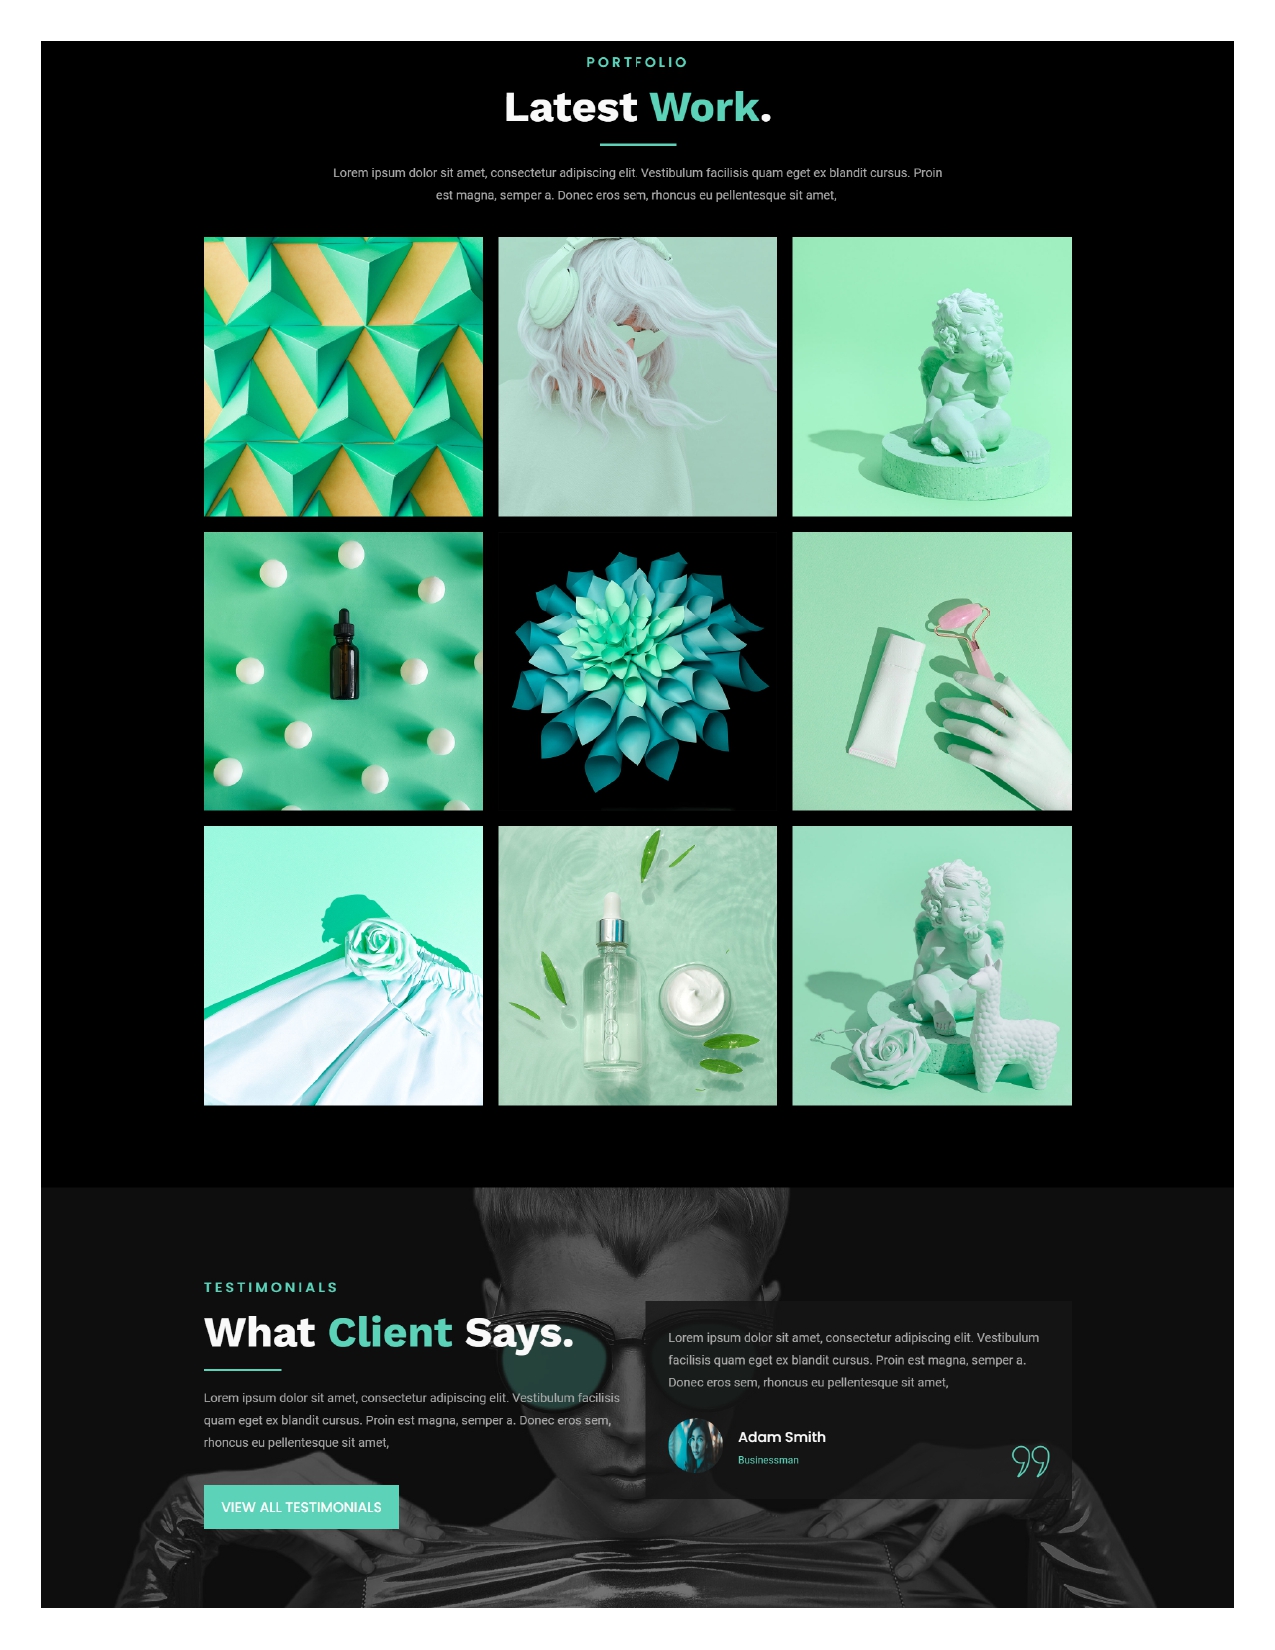 PORTFOLIO
Latest Work.
Lorem ipsum dolor sit amet, consectetur adipiscing elit. Vestibulum facilisis quam eget ex blandit cursus. Proin
est magna, semper a. Donec eros sem, rhoncus eu pellentesque sit amet,
TESTIMONIALS
What Client Says.
Lorem ipsum dolor sit amet, consectetur adipiscing elit. Vestibulum facilisis
quam eget ex blandit cursus. Proin est magna, semper a. Donec eros sem,
rhoncus eu pellentesque sit amet,
VIEW ALL TESTIMONIALS
Lorem ipsum dolor sit amet, consectetur adipiscing elit. Vestibulum
facilisis quam eget ex blandit cursus. Proin est magna, semper a.
Donec eros sem, rhoncus eu pellentesque sit amet,
Adam Smith
Businessman